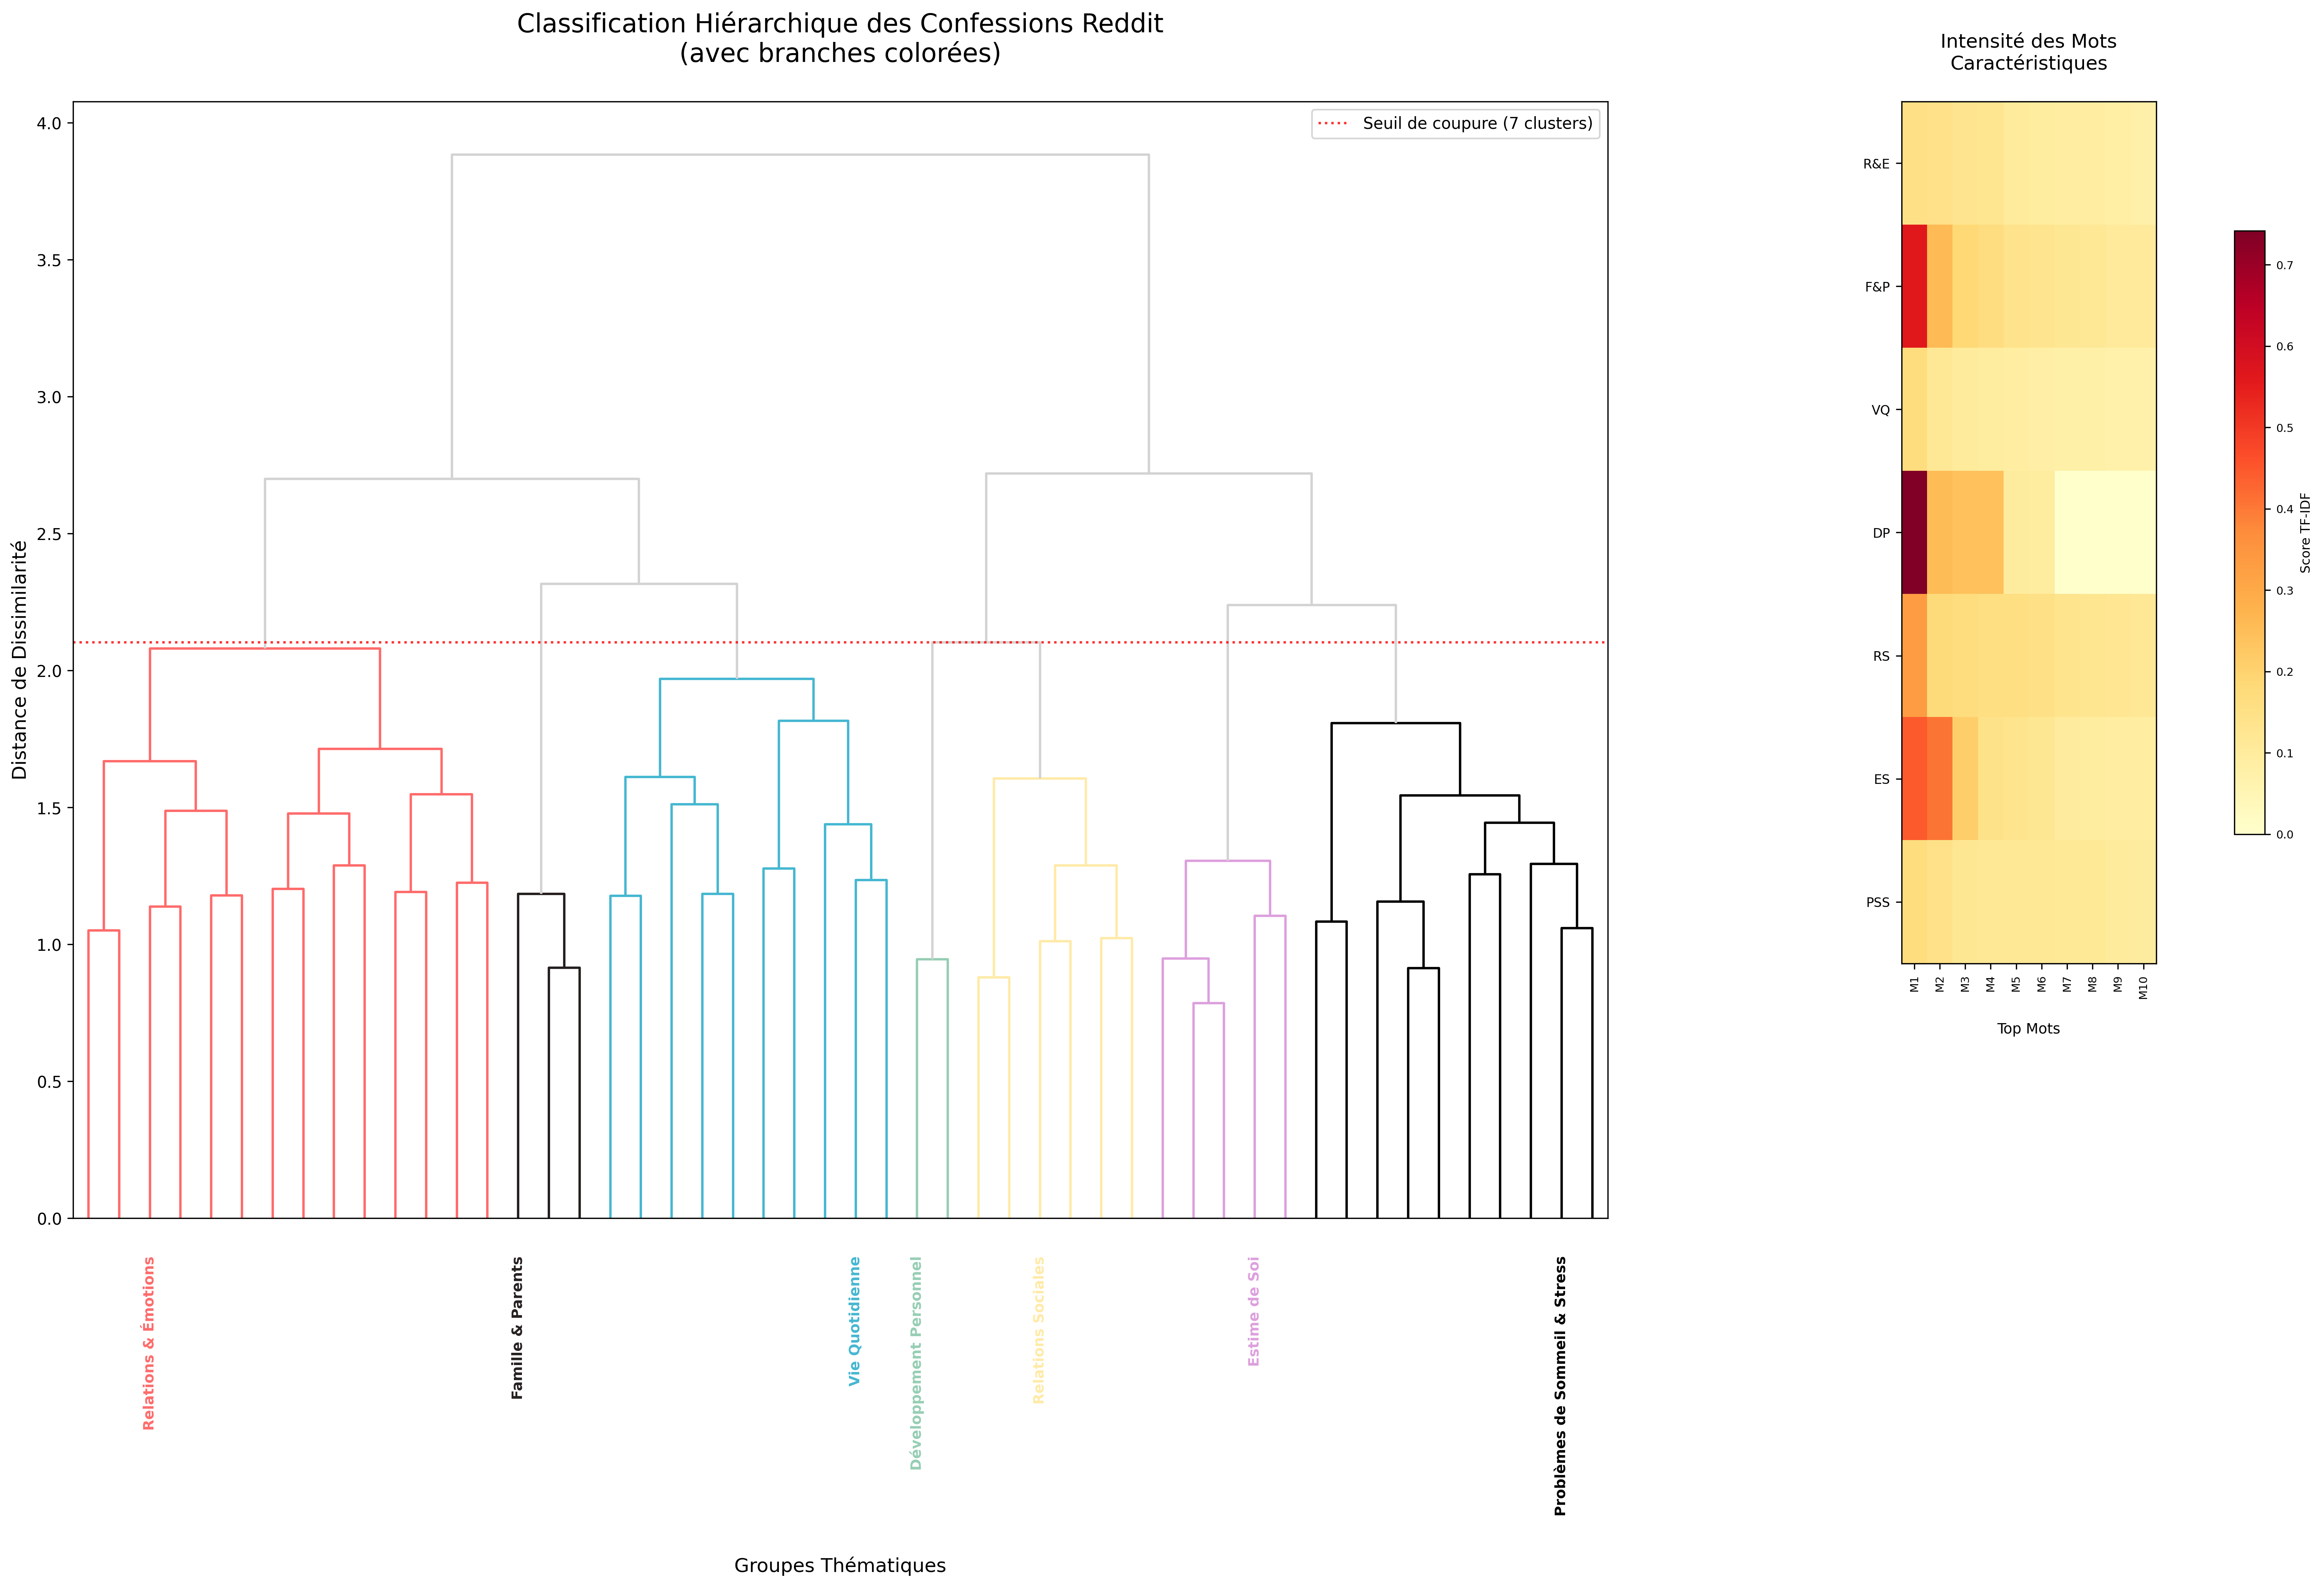 Classification Hiérarchique des Confessions Reddit
(avec branches colorées)
Seuil de coupure (7 clusters)
Distance de Dissimilarité
4.0
3.5
3.0
2.5
2.0
1.5
1.0
0.5
0.0
Relations & Émotions
Famille & Parents
Vie Quotidienne
Développement Personnel
Relations Sociales
Estime de Soi
Problèmes de Sommeil & Stress
Groupes Thématiques
Intensité des Mots
Caractéristiques
R&E
F&P
VQ
DP
RS
ES
PSS
M1
M2
M3
M4
M5
M6
M7
M8
M9
M10
Top Mots
0.7
0.6
0.5
0.4
0.3
0.2
0.1
0.0
Score TF-IDF